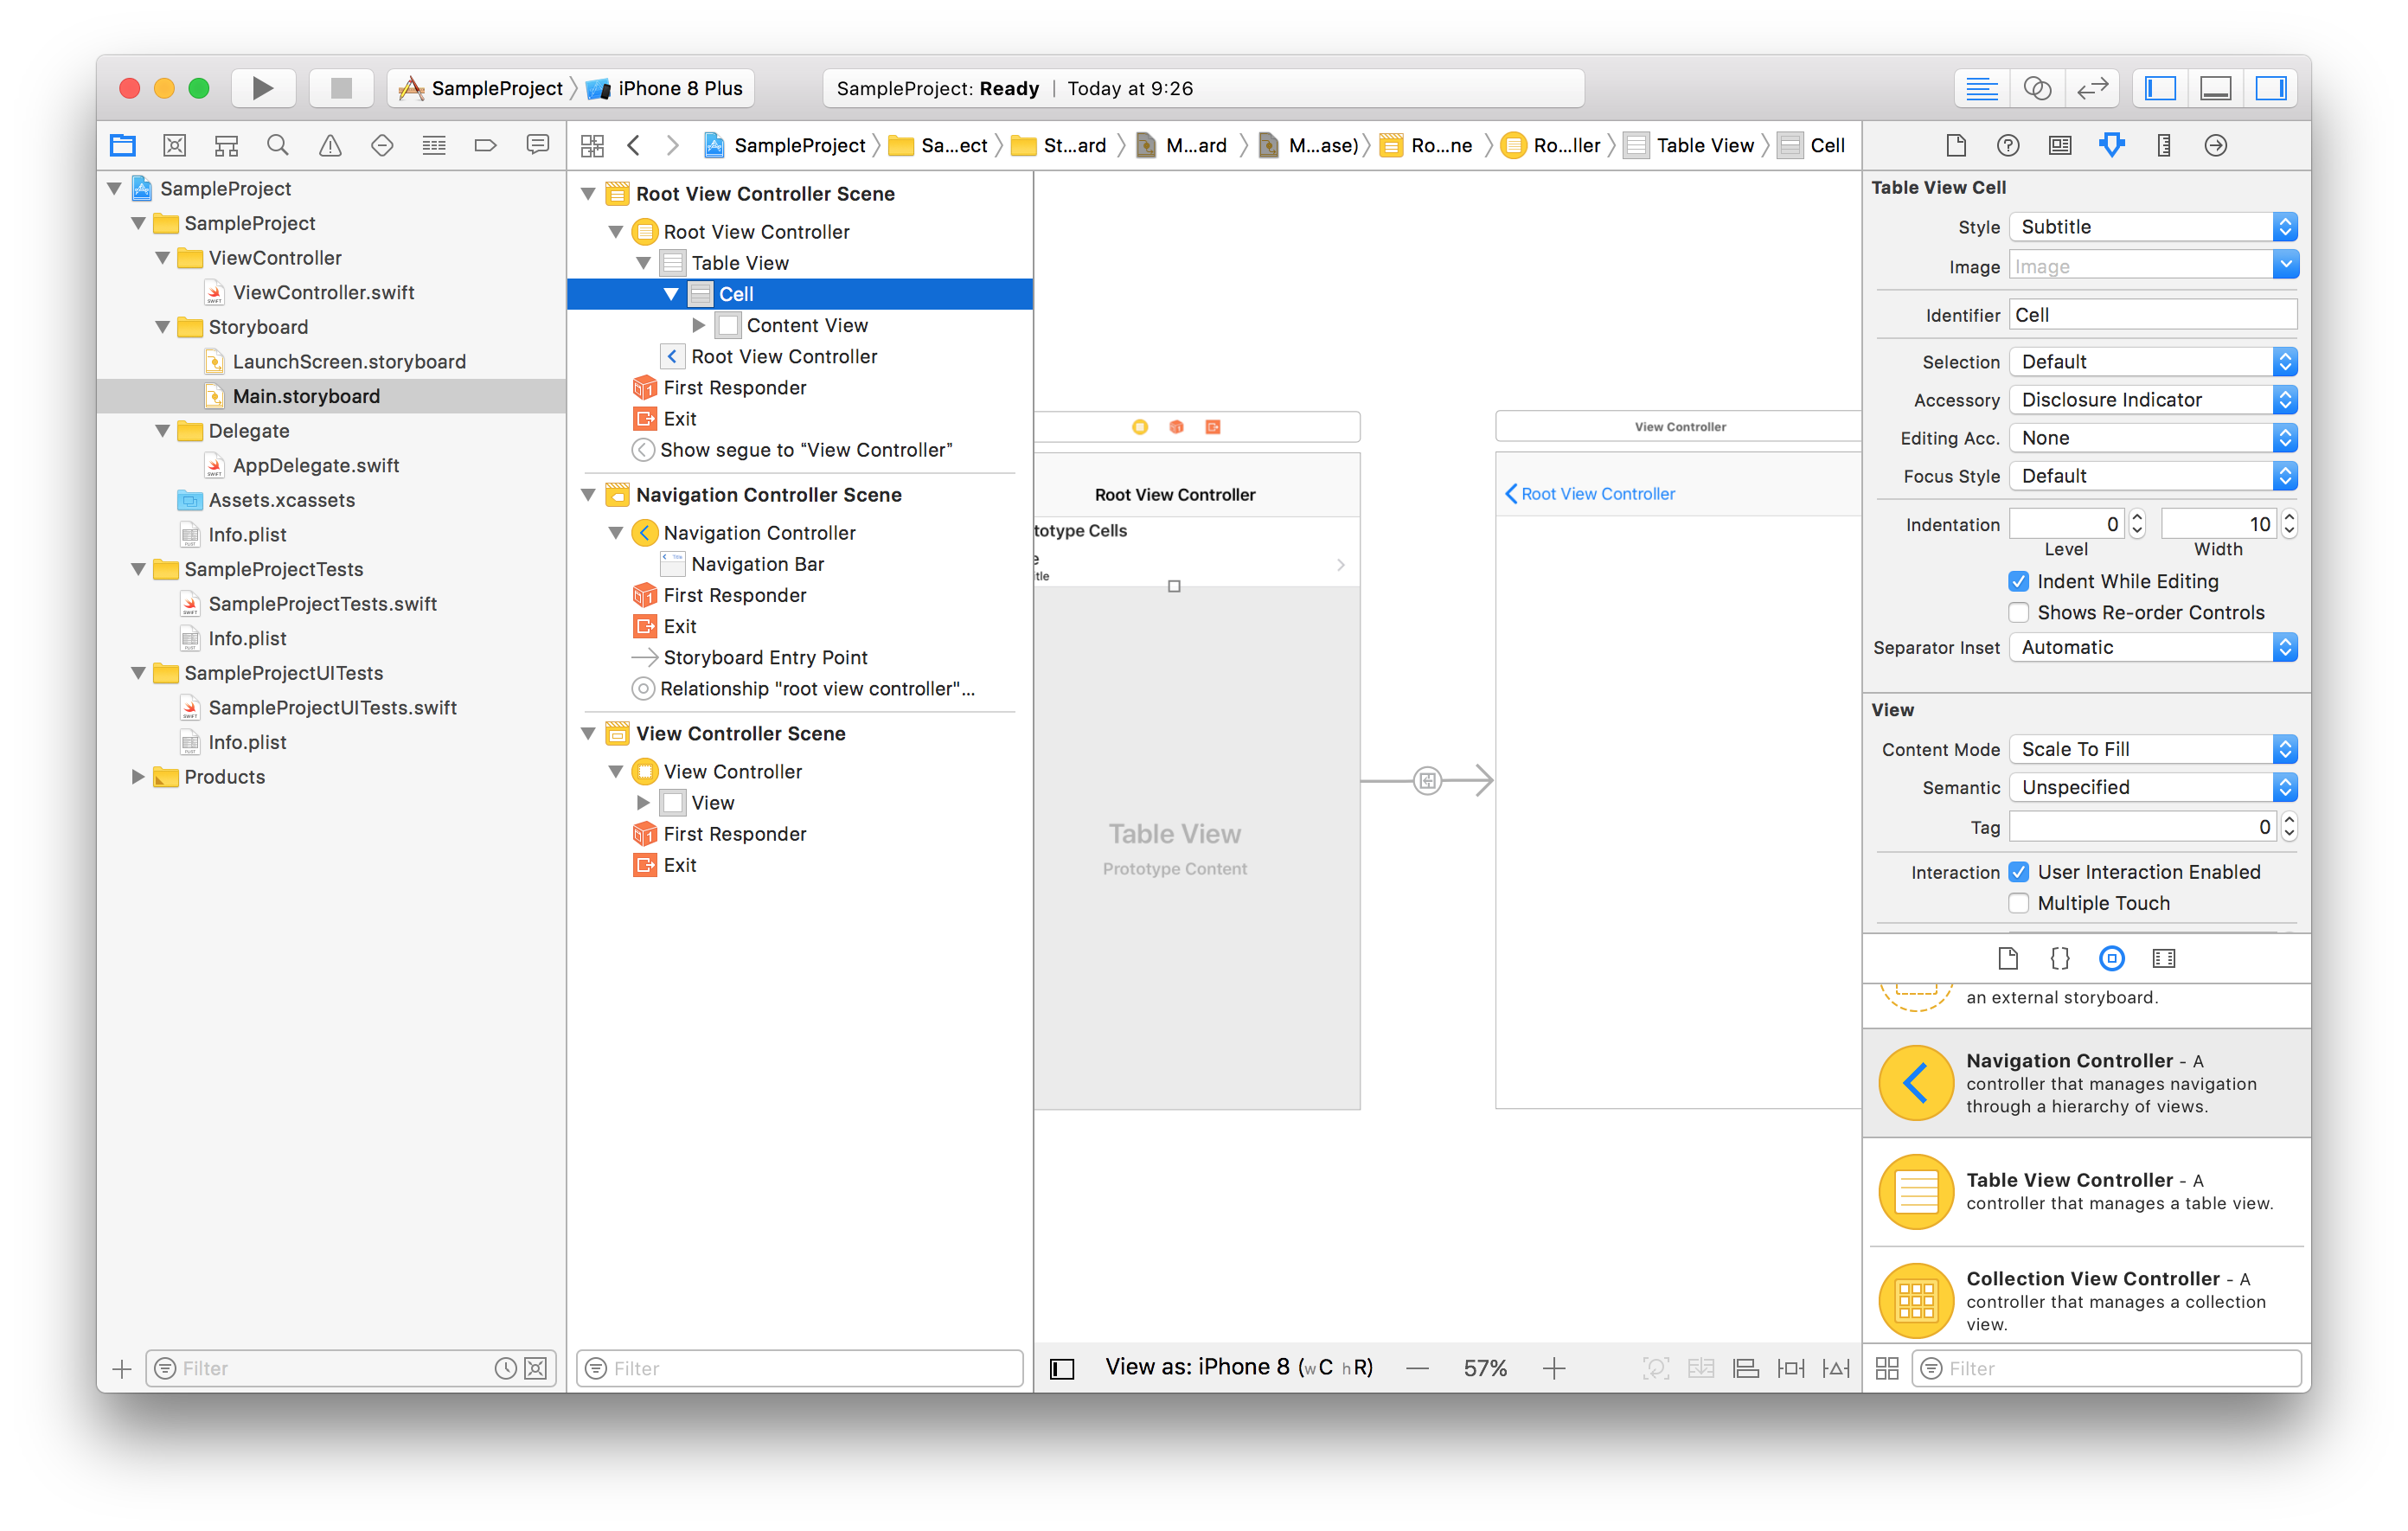 SampleProject iPhone 8 Plus
SampleProject: Ready | Today at 9:26
SampleProject
SampleProject
ViewController
ViewController.swift
Storyboard
LaunchScreen.storyboard
Main.storyboard
Delegate
AppDelegate.swift
Assets.xcassets
Info.plist
SampleProjectTests
SampleProjectTests.swift
Info.plist
SampleProjectUITests
SampleProjectUITests.swift
Info.plist
Products
Filter
SampleProject Sa...ect St...ard M...ard M...ase) Ro...ne Ro...ller Table View Cell
Root View Controller Scene
Root View Controller
Table View
Cell
Content View
Root View Controller
First Responder
Exit
Show segue to “View Controller”
Navigation Controller Scene
Navigation Controller
Navigation Bar
First Responder
Exit
Storyboard Entry Point
Relationship "root view controller"...
View Controller Scene
View Controller
View
First Responder
Exit
Filter
Root View Controller
totype Cells
e
itle
Table View
Prototype Content
View Controller
Root View Controller
View as: iPhone 8 (wC hR)
57%
Table View Cell
Style Subtitle
Image Image
Identifier Cell
Selection Default
Accessory Disclosure Indicator
Editing Acc. None
Focus Style Default
Indentation 0 10
Level Width
Indent While Editing
Shows Re-order Controls
Separator Inset Automatic
View
Content Mode Scale To Fill
Semantic Unspecified
Tag 0
Interaction User Interaction Enabled
Multiple Touch
{}
an external storyboard.
Navigation Controller - A
controller that manages navigation
through a hierarchy of views.
Table View Controller - A
controller that manages a table view.
Collection View Controller - A
controller that manages a collection
view.
Filter